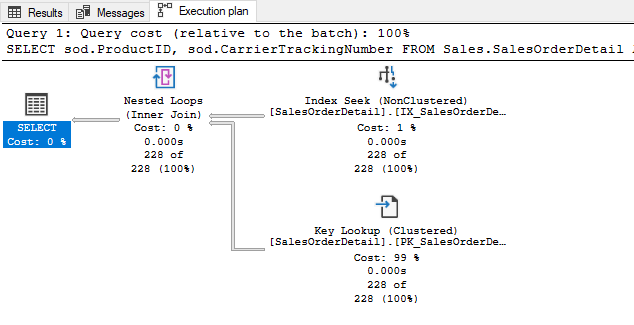 Results Messages Execution plan
Query 1: Query cost (relative to the batch): 100%
SELECT sod.ProductID, sod.CarrierTrackingNumber FROM Sales.SalesOrderDetail
SELECT
Cost: 0 %
Nested Loops
(Inner Join)
Cost: 0 %
0.000s
228 of
228 (100%)
Index Seek (NonClustered)
[SalesOrderDetail].[IX_SalesOrderDe…
Cost: 1 %
0.000s
228 of
228 (100%)
Key Lookup (Clustered)
[SalesOrderDetail].[PK_SalesOrderDe…
Cost: 99 %
0.000s
228 of
228 (100%)